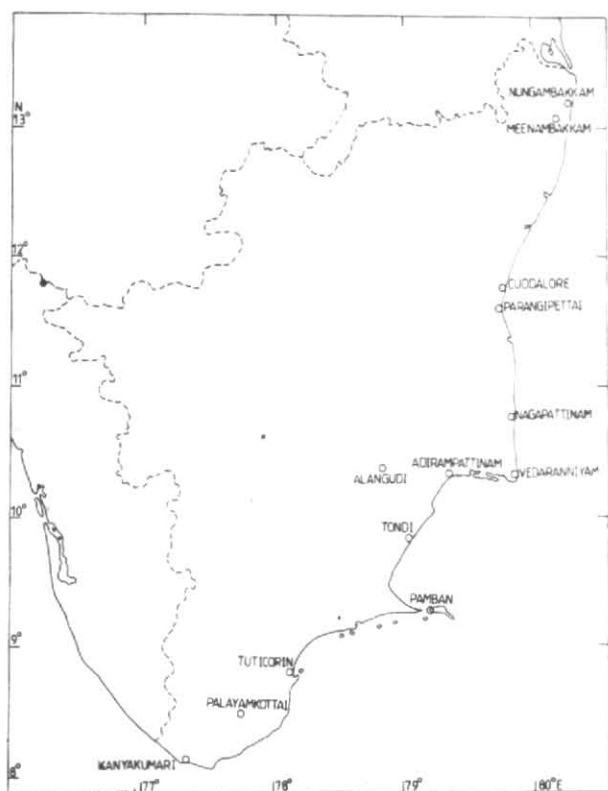 NUNGAMBAKKAM
N
13°
MEENAMBAKKAM
12°
CUDDALORE
PARANGIPETTAI
11°
NAGAPATTINAM
ADIRAMPATTINAM
ALANGUDI
VEDARANNIYAM
10°
TONDI
PAMBAN
9°
TUTICORIN
PALAYAMKOTTAI
KANYAKUMARI
8°
77°
78°
79°
80°E